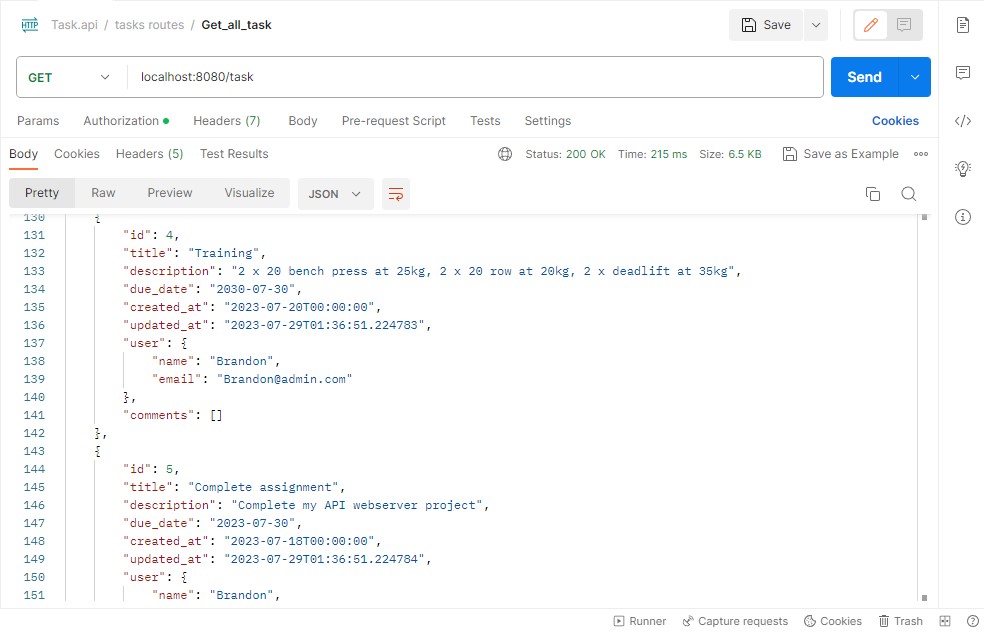 HTTP Task.api / tasks routes / Get_all_task Save
GET localhost:8080/task Send
Params Authorization Headers (7) Body Pre-request Script Tests Settings Cookies
Body Cookies Headers (5) Test Results Status: 200 OK Time: 215 ms Size: 6.5 KB Save as Example
Pretty Raw Preview Visualize JSON
130 {
131 "id": 4,
132 "title": "Training",
133 "description": "2 x 20 bench press at 25kg, 2 x 20 row at 20kg, 2 x deadlift at 35kg",
134 "due_date": "2030-07-30",
135 "created_at": "2023-07-20T00:00:00",
136 "updated_at": "2023-07-29T01:36:51.224783",
137 "user": {
138 "name": "Brandon",
139 "email": "Brandon@admin.com"
140 },
141 "comments": []
142 },
143 {
144 "id": 5,
145 "title": "Complete assignment",
146 "description": "Complete my API webserver project",
147 "due_date": "2023-07-30",
148 "created_at": "2023-07-18T00:00:00",
149 "updated_at": "2023-07-29T01:36:51.224784",
150 "user": {
151 "name": "Brandon",
Runner Capture requests Cookies Trash